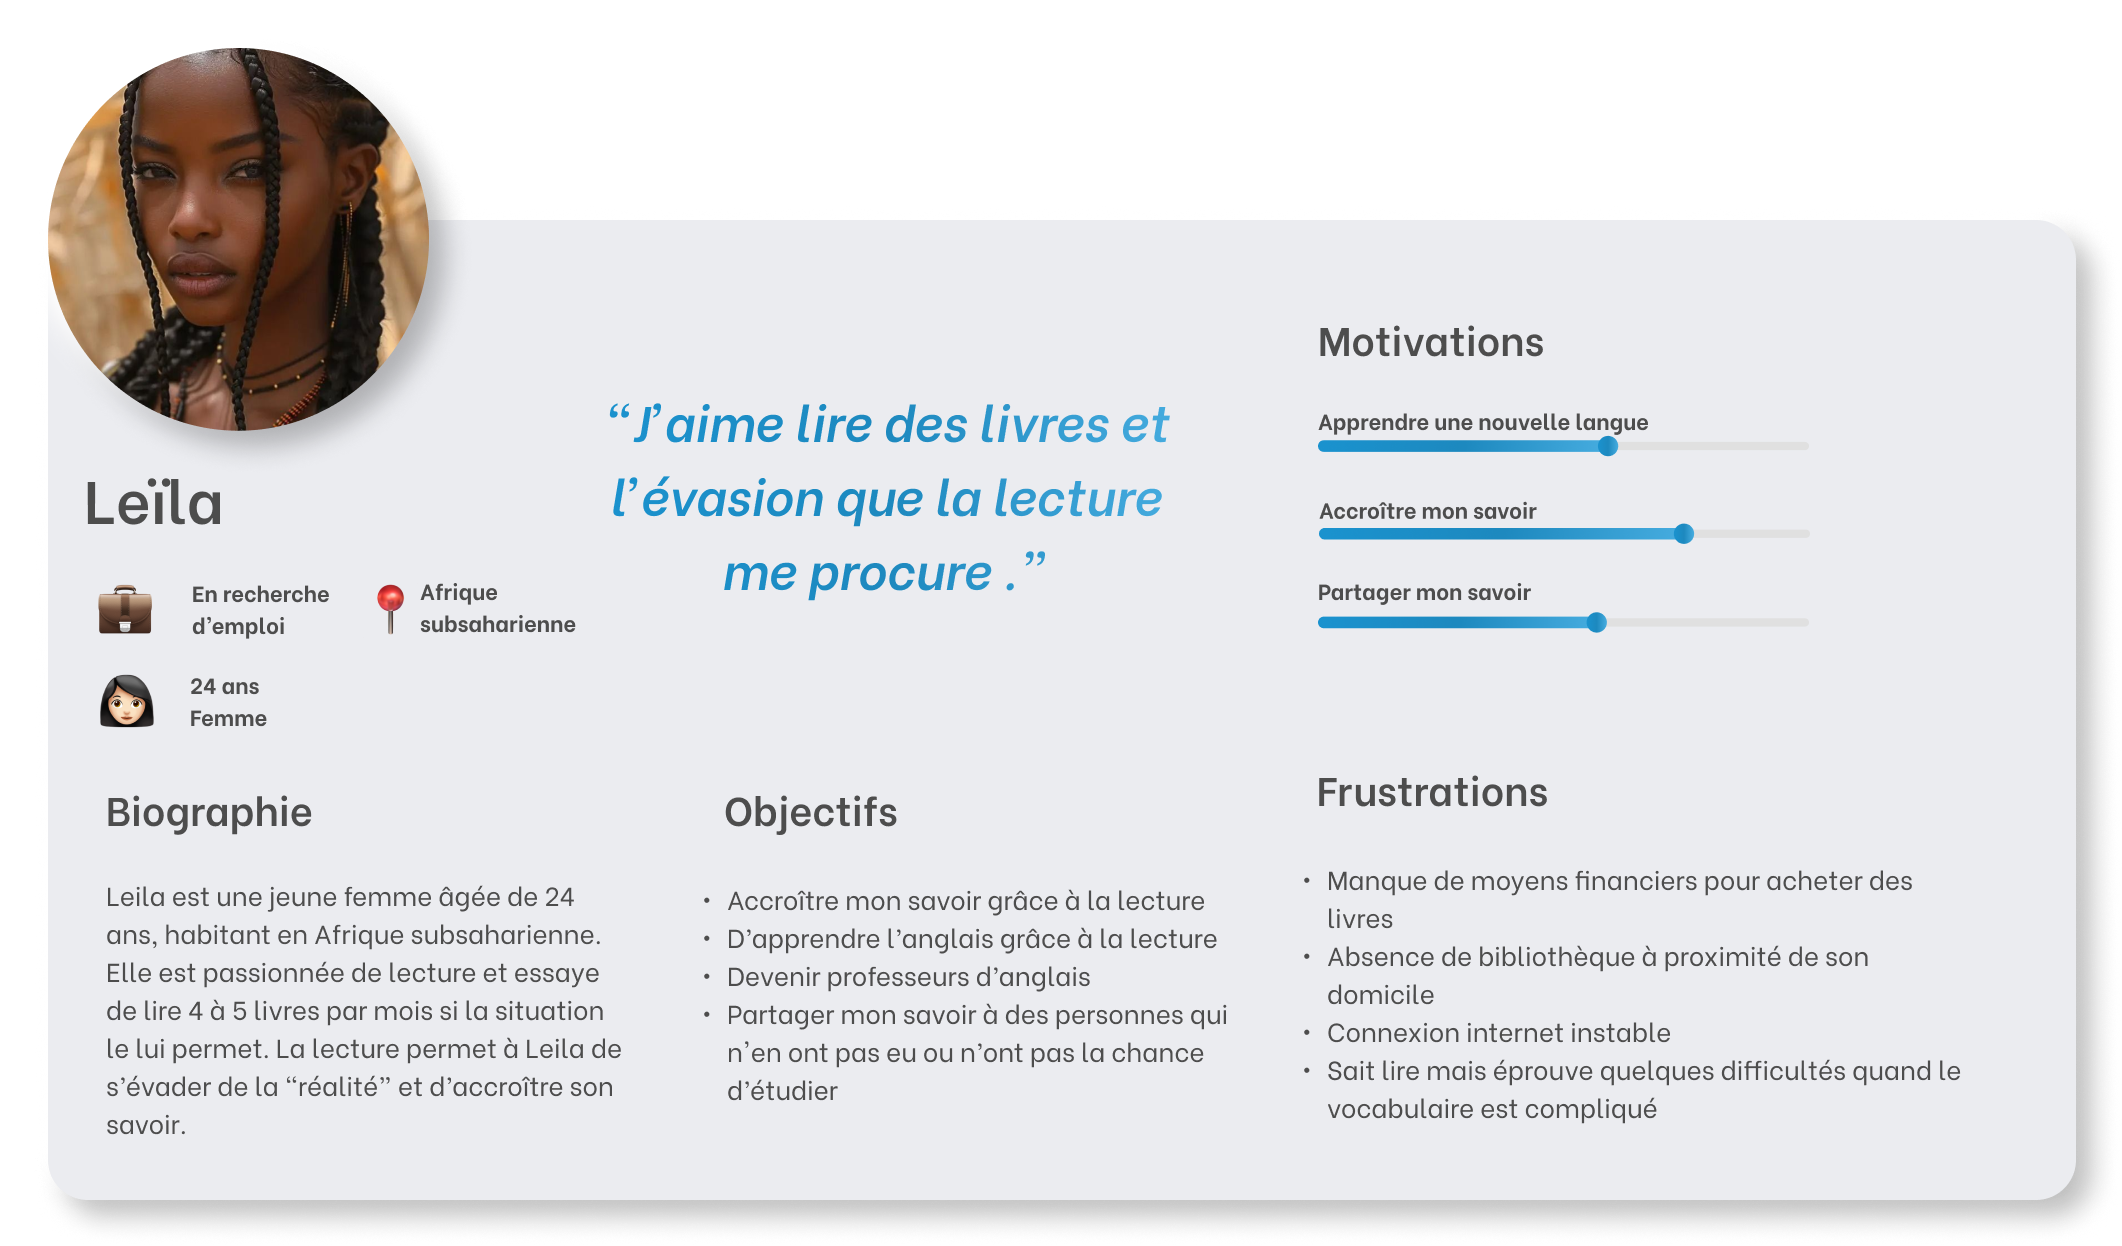 Leïla
En recherche
d’emploi
Afrique
subsaharienne
24 ans
Femme
“J’aime lire des livres et
l’évasion que la lecture
me procure .”
Motivations
Apprendre une nouvelle langue
Accroître mon savoir
Partager mon savoir
Biographie
Leila est une jeune femme âgée de 24
ans, habitant en Afrique subsaharienne.
Elle est passionnée de lecture et essaye
de lire 4 à 5 livres par mois si la situation
le lui permet. La lecture permet à Leila de
s’évader de la “réalité” et d’accroître son
savoir.
Objectifs
• Accroître mon savoir grâce à la lecture
• D’apprendre l’anglais grâce à la lecture
• Devenir professeurs d’anglais
• Partager mon savoir à des personnes qui
n’en ont pas eu ou n’ont pas la chance
d’étudier
Frustrations
• Manque de moyens financiers pour acheter des
livres
• Absence de bibliothèque à proximité de son
domicile
• Connexion internet instable
• Sait lire mais éprouve quelques difficultés quand le
vocabulaire est compliqué